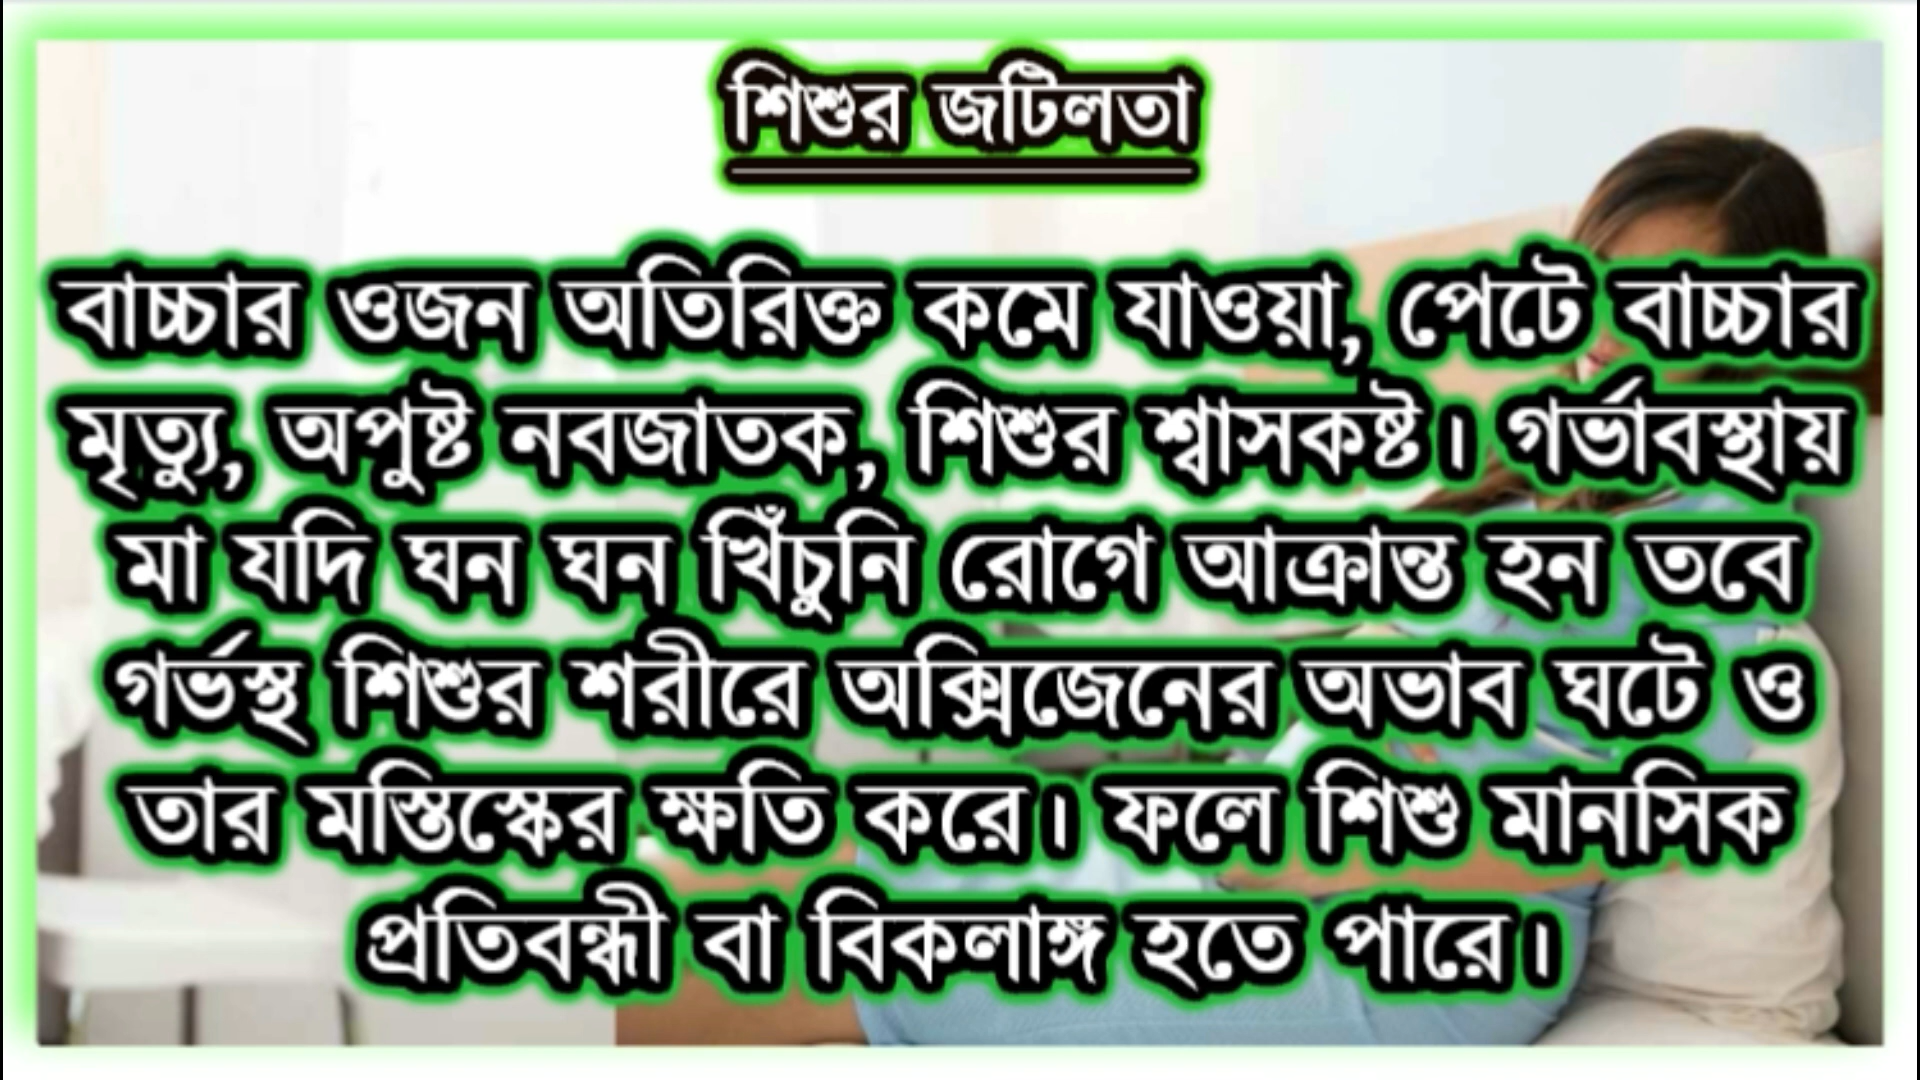 শিশুর জটিলতা
বাচ্চার ওজন অতিরিক্ত কমে যাওয়া, পেটে বাচ্চার
মৃত্যু, অপুষ্ট নবজাতক, শিশুর শ্বাসকষ্ট। গর্ভাবস্থায়
মা যদি ঘন ঘন খিঁচুনি রোগে আক্রান্ত হন তবে
গর্ভস্থ শিশুর শরীরে অক্সিজেনের অভাব ঘটে ও
তার মস্তিস্কের ক্ষতি করে। ফলে শিশু মানসিক
প্রতিবন্ধী বা বিকলাঙ্গ হতে পারে।